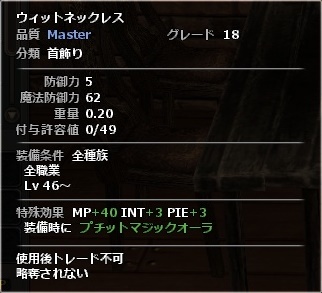 ウィットネックレス
品質 Master グレード 18
分類 首飾り
防御力 5
魔法防御力 62
重量 0.20
付与許容値 0/49
装備条件 全種族
全職業
Lv 46～
特殊効果 MP+40 INT+3 PIE+3
装備時に プチットマジックオーラ
使用後トレード不可
略奪されない